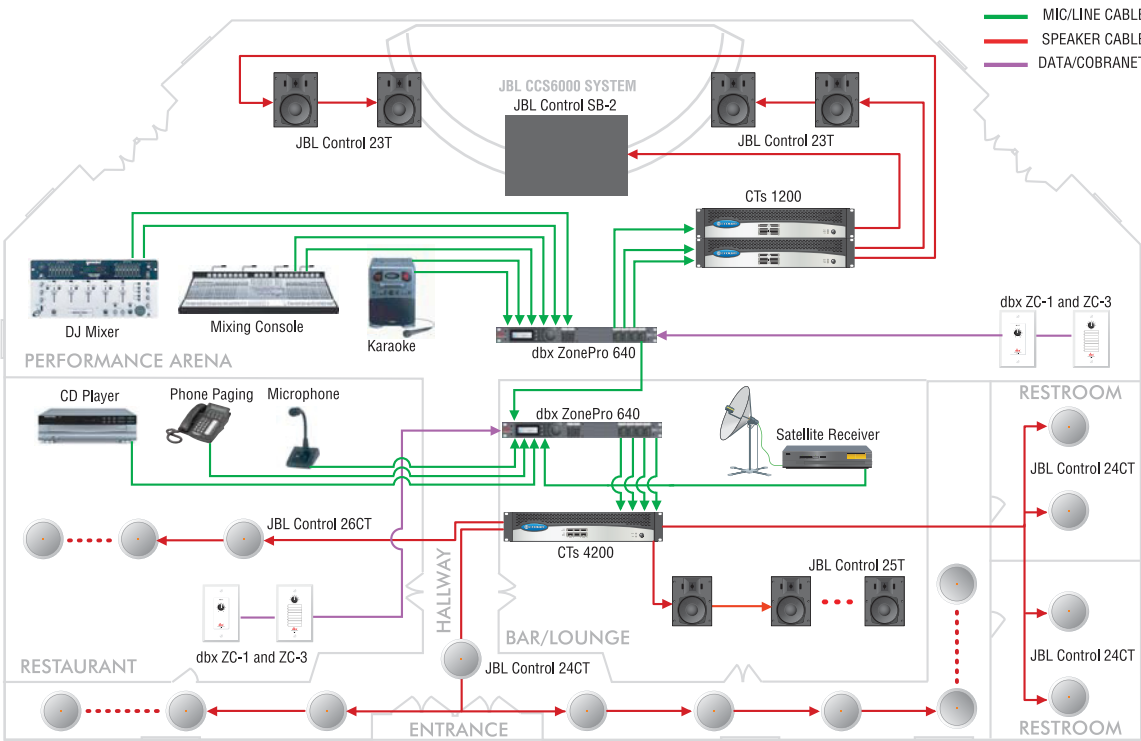 MIC/LINE CABLE
SPEAKER CABLE
DATA/COBRANET
JBL CCS6000 SYSTEM
JBL Control SB-2
JBL Control 23T
JBL Control 23T
CTs 1200
DJ Mixer
Mixing Console
Karaoke
dbx ZonePro 640
dbx ZC-1 and ZC-3
PERFORMANCE ARENA
CD Player
Phone Paging
Microphone
dbx ZonePro 640
Satellite Receiver
RESTROOM
JBL Control 24CT
JBL Control 26CT
CTs 4200
HALLWAY
JBL Control 25T
BAR/LOUNGE
dbx ZC-1 and ZC-3
RESTAURANT
JBL Control 24CT
JBL Control 24CT
ENTRANCE
RESTROOM